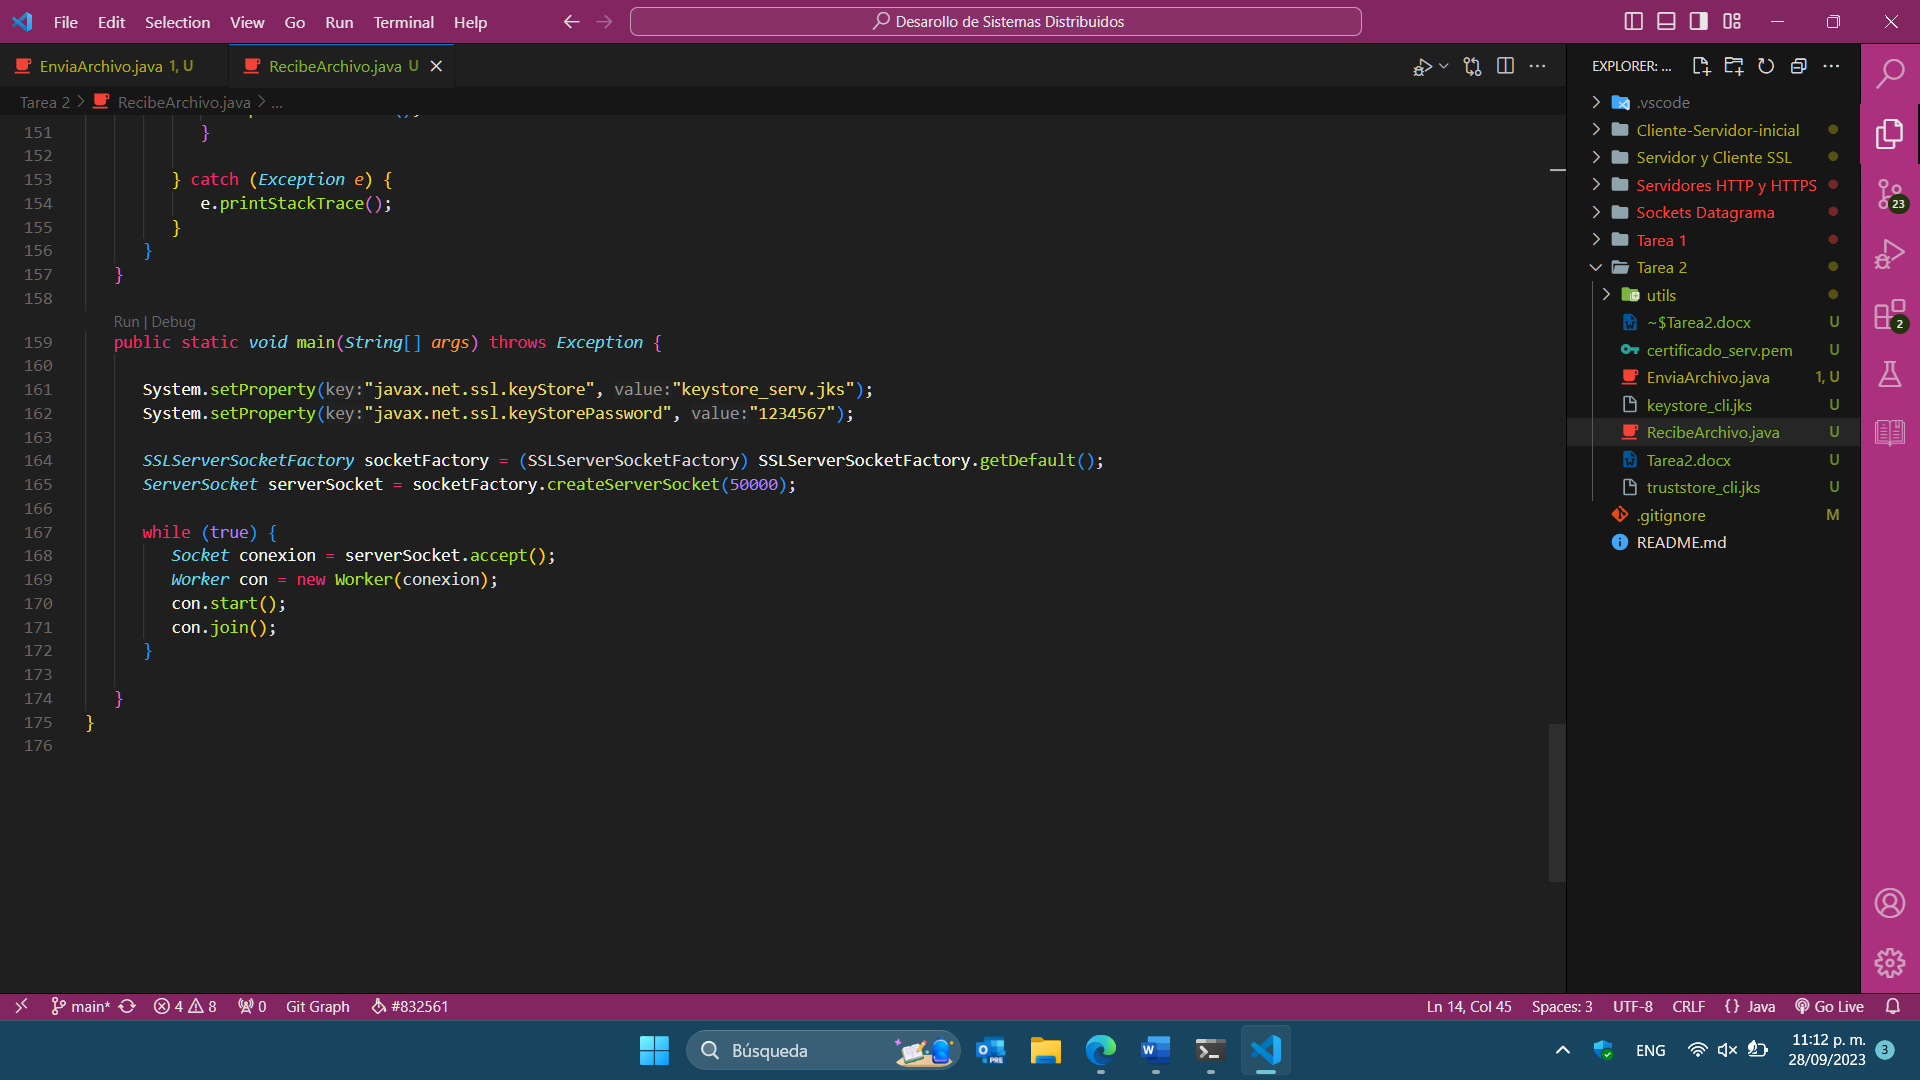 File Edit Selection View Go Run Terminal Help
Desarollo de Sistemas Distribuidos
EnviaArchivo.java 1, U
RecibeArchivo.java U
Tarea 2 > RecibeArchivo.java > ...
151 }
152
153 } catch (Exception e) {
154 e.printStackTrace();
155 }
156 }
157 }
158
Run | Debug
159 public static void main(String[] args) throws Exception {
160
161 System.setProperty(key:"javax.net.ssl.keyStore", value:"keystore_serv.jks");
162 System.setProperty(key:"javax.net.ssl.keyStorePassword", value:"1234567");
163
164 SSLServerSocketFactory socketFactory = (SSLServerSocketFactory) SSLServerSocketFactory.getDefault();
165 ServerSocket serverSocket = socketFactory.createServerSocket(50000);
166
167 while (true) {
168 Socket conexion = serverSocket.accept();
169 Worker con = new Worker(conexion);
170 con.start();
171 con.join();
172 }
173
174 }
175 }
176
EXPLORER: ...
.vscode
Cliente-Servidor-inicial
Servidor y Cliente SSL
Servidores HTTP y HTTPS
Sockets Datagrama
Tarea 1
Tarea 2
utils
~$Tarea2.docx U
certificado_serv.pem U
EnviaArchivo.java 1, U
keystore_cli.jks U
RecibeArchivo.java U
Tarea2.docx U
truststore_cli.jks U
.gitignore M
README.md
23
2
main* 4 8 0 Git Graph #832561
Ln 14, Col 45 Spaces: 3 UTF-8 CRLF {} Java Go Live
Búsqueda
PRE
ENG
11:12 p. m.
28/09/2023
3